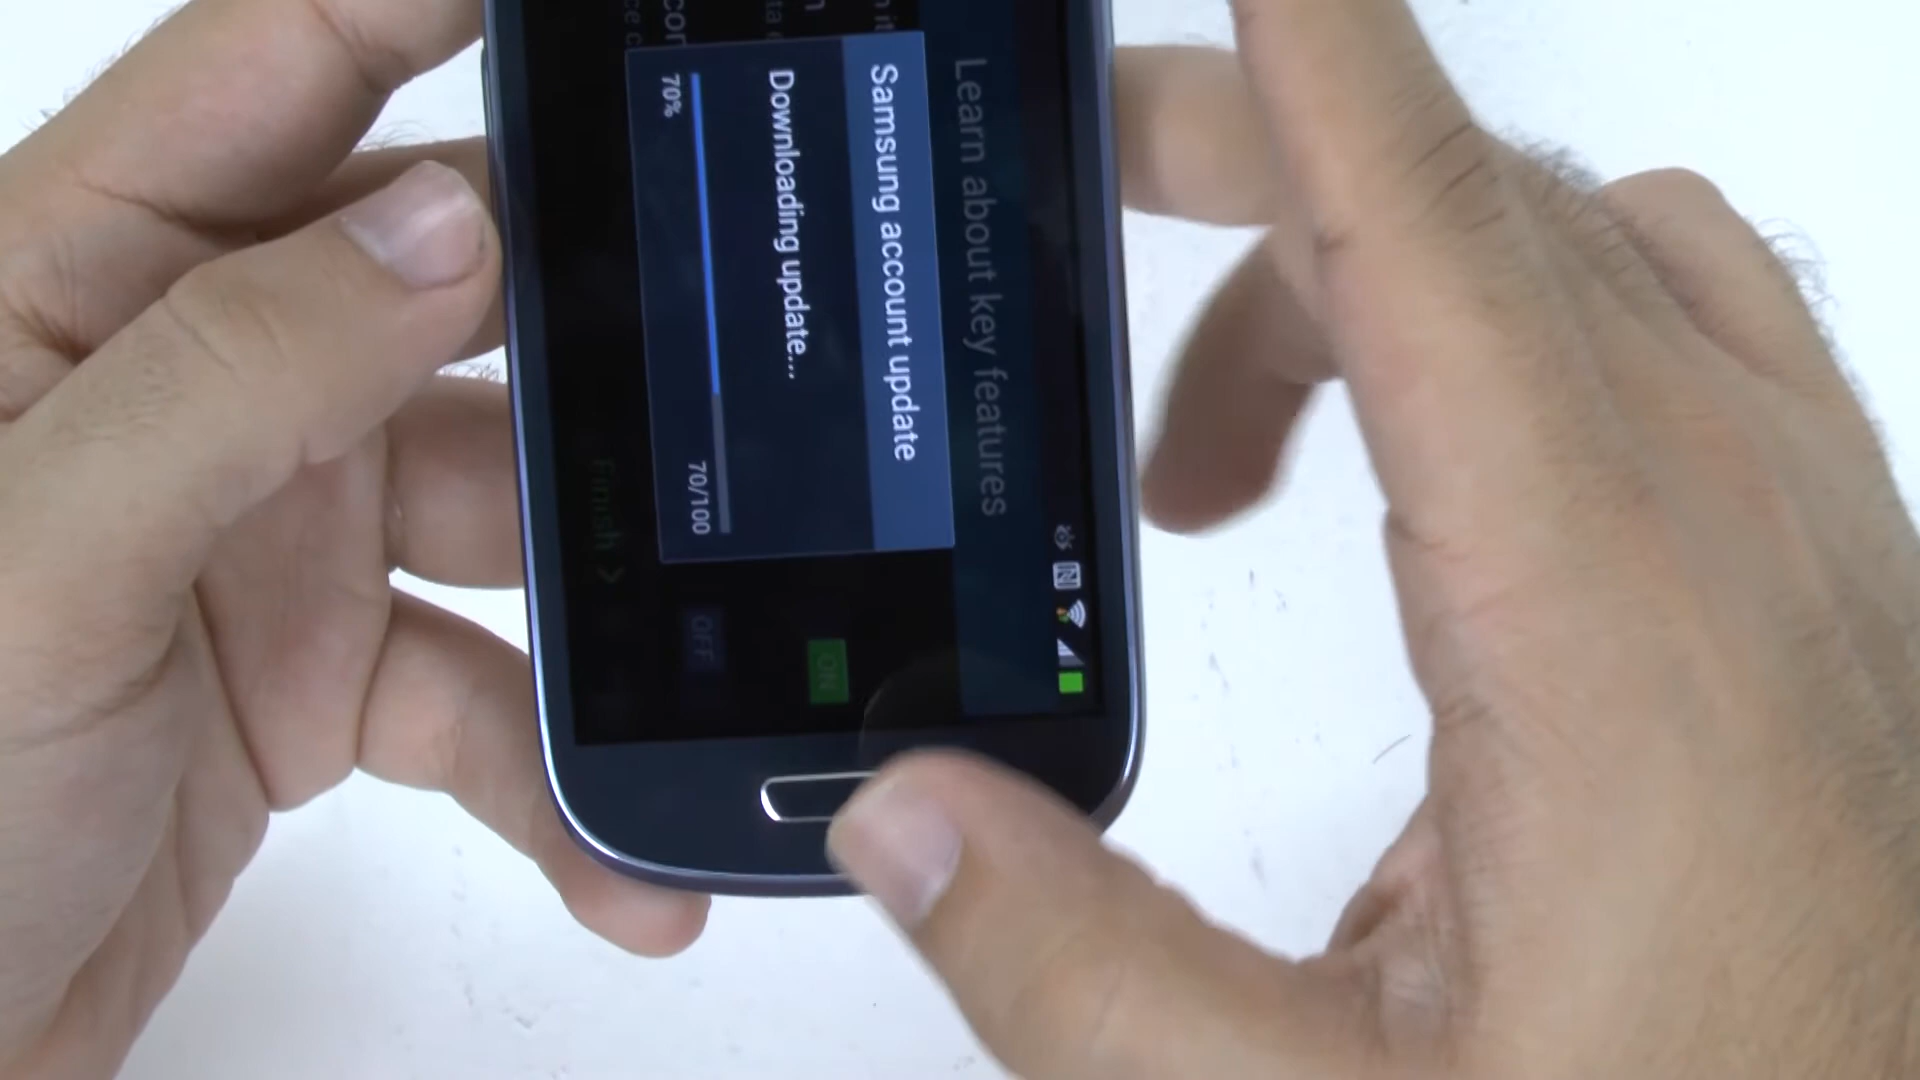 Learn about key features
Samsung account update
Downloading update...
70%
70/100
ON
OFF
Finish